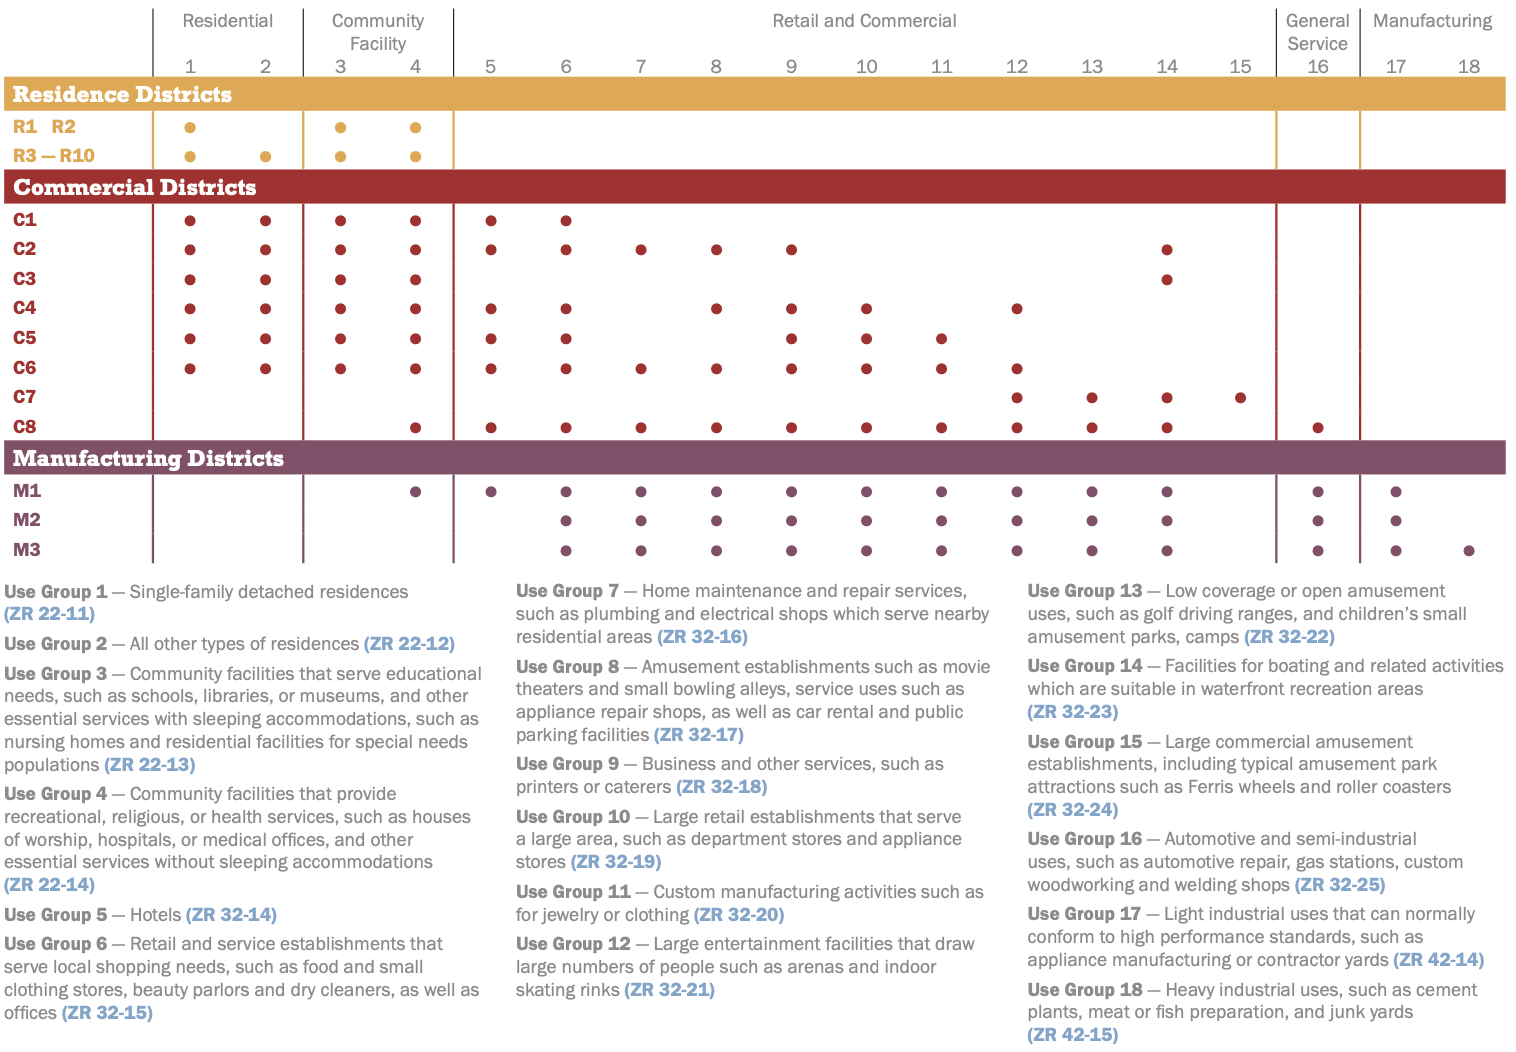 Residential
Community
Facility
Retail and Commercial
General
Service
Manufacturing
1 2 3 4 5 6 7 8 9 10 11 12 13 14 15 16 17 18
Residence Districts
R1 R2
R3 — R10
Commercial Districts
C1
C2
C3
C4
C5
C6
C7
C8
Manufacturing Districts
M1
M2
M3
Use Group 1 — Single-family detached residences
(ZR 22-11)
Use Group 2 — All other types of residences (ZR 22-12)
Use Group 3 — Community facilities that serve educational
needs, such as schools, libraries, or museums, and other
essential services with sleeping accommodations, such as
nursing homes and residential facilities for special needs
populations (ZR 22-13)
Use Group 4 — Community facilities that provide
recreational, religious, or health services, such as houses
of worship, hospitals, or medical offices, and other
essential services without sleeping accommodations
(ZR 22-14)
Use Group 5 — Hotels (ZR 32-14)
Use Group 6 — Retail and service establishments that
serve local shopping needs, such as food and small
clothing stores, beauty parlors and dry cleaners, as well as
offices (ZR 32-15)
Use Group 7 — Home maintenance and repair services,
such as plumbing and electrical shops which serve nearby
residential areas (ZR 32-16)
Use Group 8 — Amusement establishments such as movie
theaters and small bowling alleys, service uses such as
appliance repair shops, as well as car rental and public
parking facilities (ZR 32-17)
Use Group 9 — Business and other services, such as
printers or caterers (ZR 32-18)
Use Group 10 — Large retail establishments that serve
a large area, such as department stores and appliance
stores (ZR 32-19)
Use Group 11 — Custom manufacturing activities such as
for jewelry or clothing (ZR 32-20)
Use Group 12 — Large entertainment facilities that draw
large numbers of people such as arenas and indoor
skating rinks (ZR 32-21)
Use Group 13 — Low coverage or open amusement
uses, such as golf driving ranges, and children's small
amusement parks, camps (ZR 32-22)
Use Group 14 — Facilities for boating and related activities
which are suitable in waterfront recreation areas
(ZR 32-23)
Use Group 15 — Large commercial amusement
establishments, including typical amusement park
attractions such as Ferris wheels and roller coasters
(ZR 32-24)
Use Group 16 — Automotive and semi-industrial
uses, such as automotive repair, gas stations, custom
woodworking and welding shops (ZR 32-25)
Use Group 17 — Light industrial uses that can normally
conform to high performance standards, such as
appliance manufacturing or contractor yards (ZR 42-14)
Use Group 18 — Heavy industrial uses, such as cement
plants, meat or fish preparation, and junk yards
(ZR 42-15)